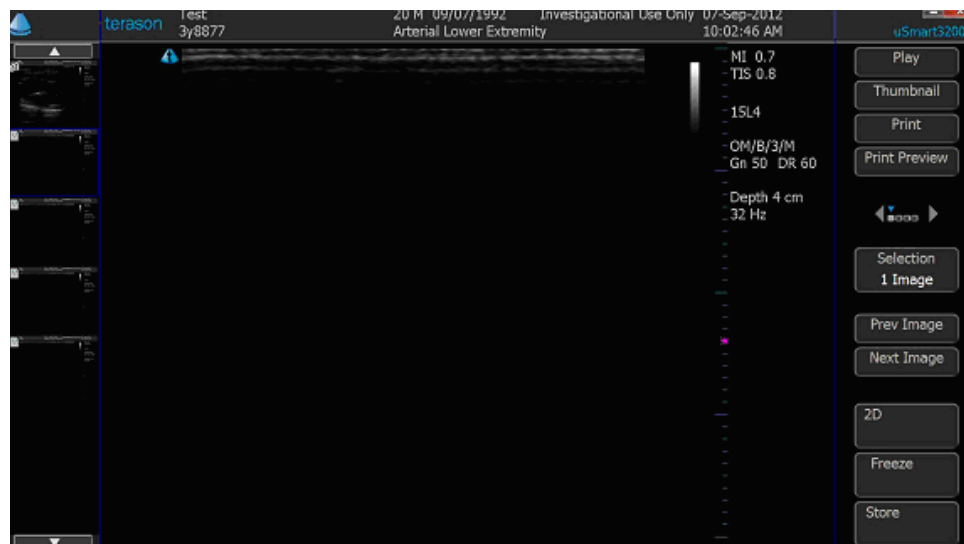 terason
Test 20 M 09/07/1992 Investigational Use Only 07-Sep-2012
3y8877 Arterial Lower Extremity 10:02:46 AM
uSmart3200
MI 0.7
TIS 0.8
15L4
OM/B/3/M
Gn 50 DR 60
Depth 4 cm
32 Hz
Play
Thumbnail
Print
Print Preview
Selection
1 Image
Prev Image
Next Image
2D
Freeze
Store